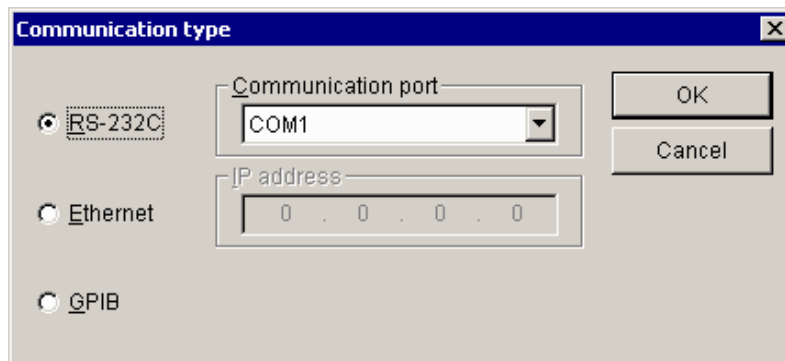 Communication type
RS-232C
Communication port
COM1
OK
Cancel
Ethernet
IP address
0 . 0 . 0 . 0
GPIB